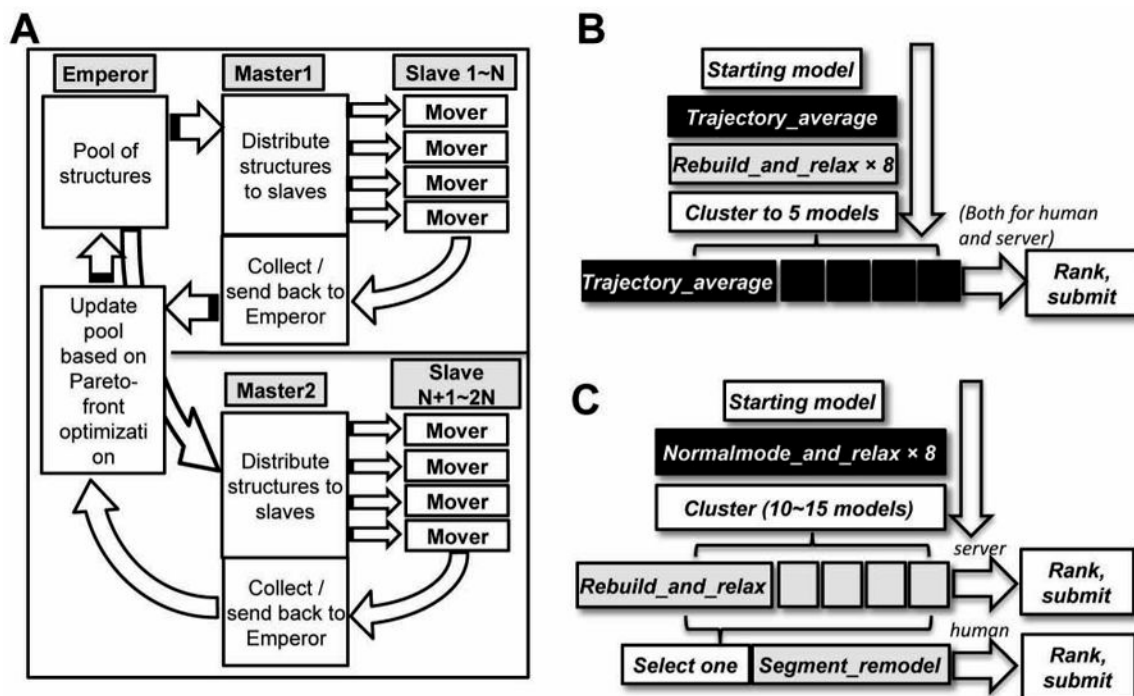 A
Emperor
Master1
Slave 1~N
Pool of
structures
Distribute
structures
to slaves
Mover
Mover
Mover
Mover
Collect /
send back to
Emperor
Update
pool
based on
Pareto-
front
optimizati
on
Master2
Slave
N+1~2N
Distribute
structures to
slaves
Mover
Mover
Mover
Mover
Collect /
send back to
Emperor
B
Starting model
Trajectory_average
Rebuild_and_relax × 8
Cluster to 5 models
(Both for human
and server)
Trajectory_average
Rank,
submit
C
Starting model
Normalmode_and_relax × 8
Cluster (10~15 models)
server
Rebuild_and_relax
Rank,
submit
human
Select one
Segment_remodel
Rank,
submit